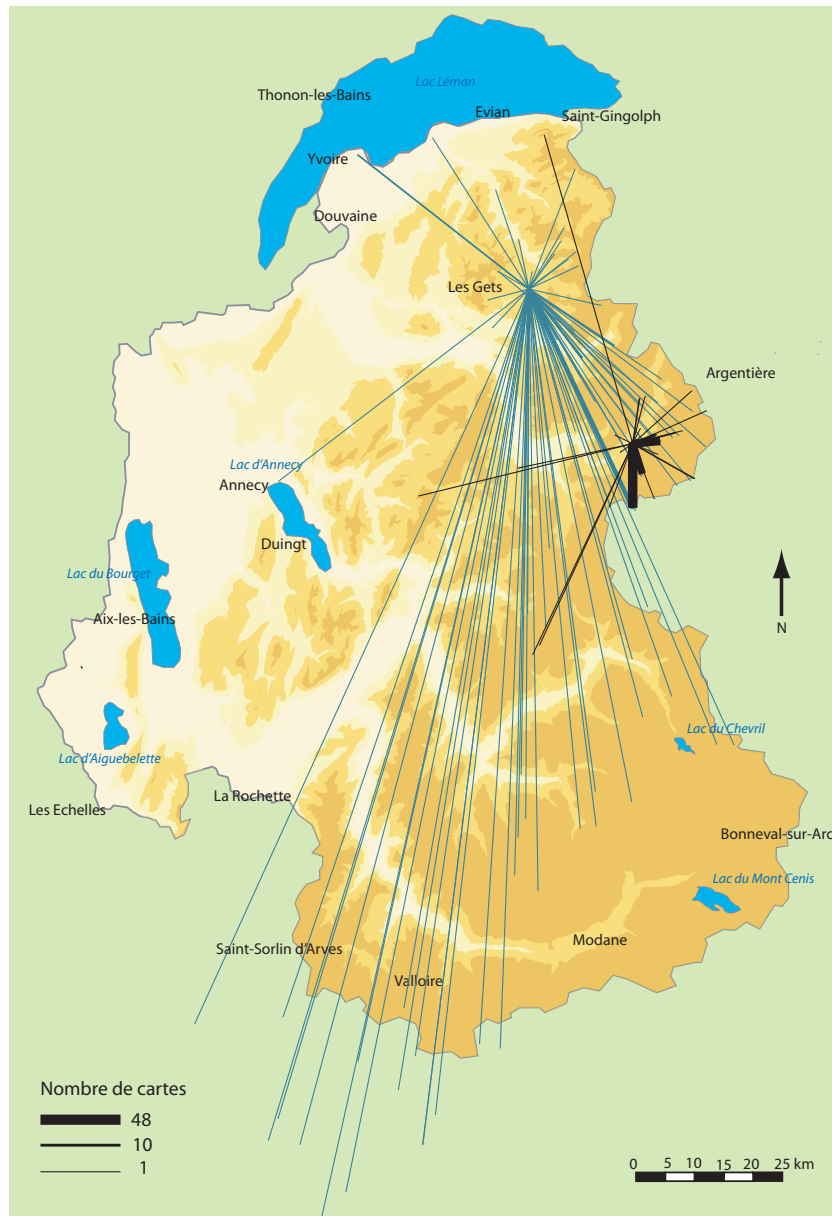 Lac Léman
Thonon-les-Bains
Evian
Saint-Gingolph
Yvoire
Douvaine
Les Gets
Argentière
Lac d'Annecy
Annecy
Duingt
Lac du Bourget
Aix-les-Bains
N
Lac du Chevril
Lac d'Aiguebelette
La Rochette
Les Echelles
Bonneval-sur-Arc
Lac du Mont Cenis
Modane
Saint-Sorlin d'Arves
Valloire
Nombre de cartes
48
10
1
0 5 10 15 20 25 km